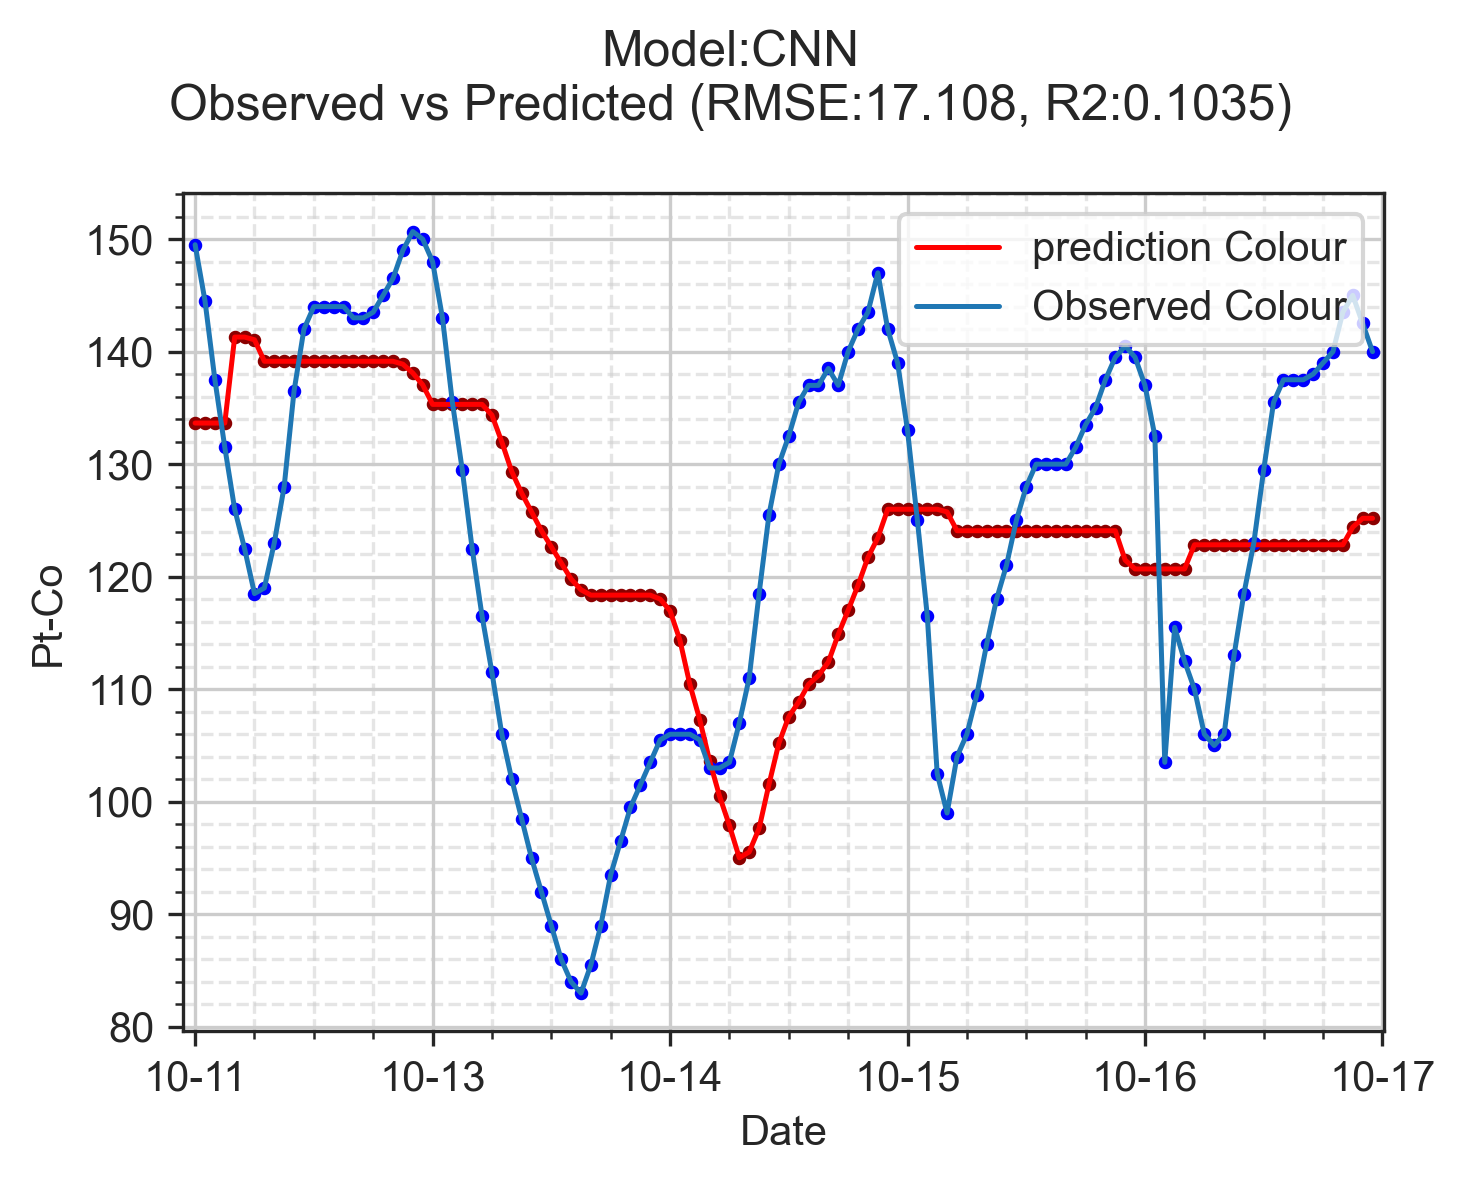 Model:CNN
Observed vs Predicted (RMSE:17.108, R2:0.1035)
prediction Colour
Observed Colour
Pt-Co
150
140
130
120
110
100
90
80
10-11 10-13 10-14 10-15 10-16 10-17
Date